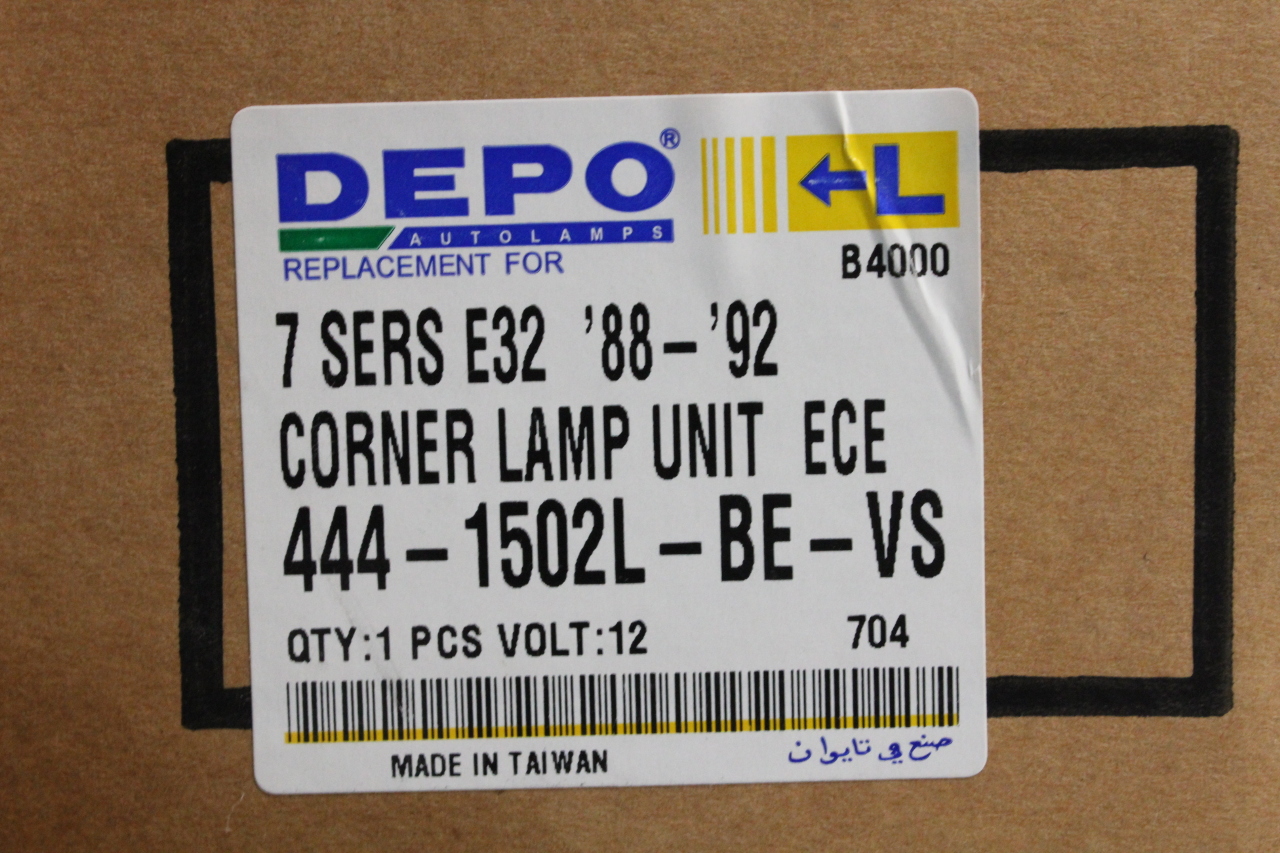 DEPO®
AUTOLAMPS
REPLACEMENT FOR
←L
B4000
7 SERS E32 '88-'92
CORNER LAMP UNIT ECE
444-1502L-BE-VS
QTY:1 PCS VOLT:12 704
MADE IN TAIWAN
صنع في تايوان